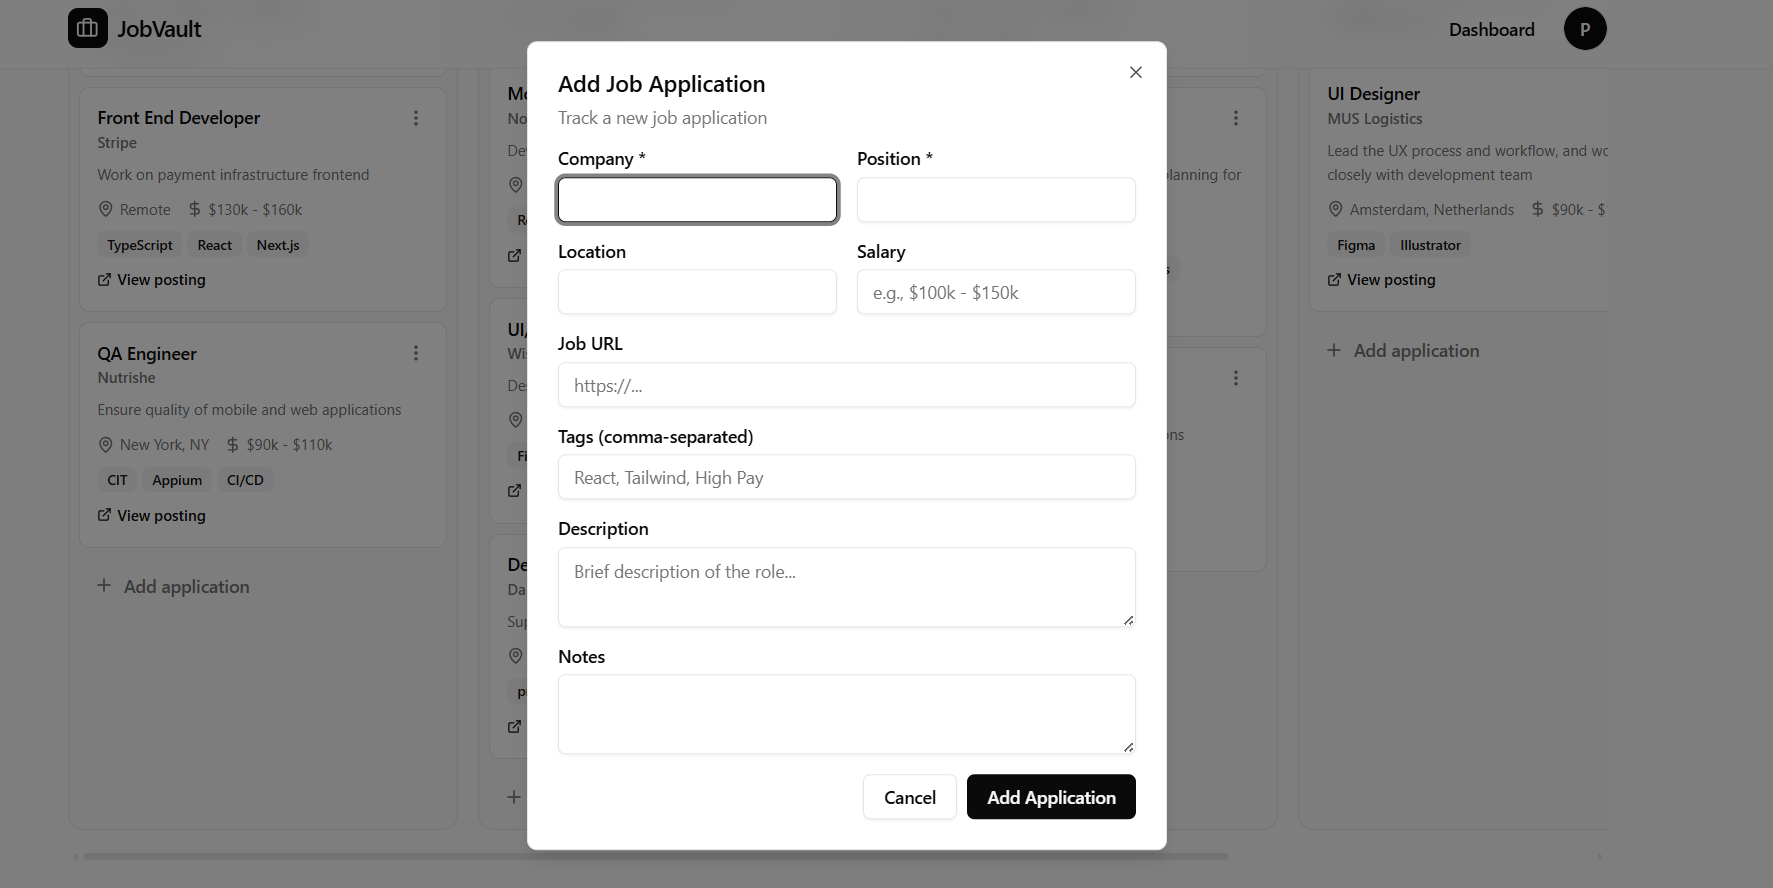 JobVault
Dashboard
P
Front End Developer
Stripe
Work on payment infrastructure frontend
Remote $ $130k - $160k
TypeScript React Next.js
View posting
QA Engineer
Nutrishe
Ensure quality of mobile and web applications
New York, NY $ $90k - $110k
CIT Appium CI/CD
View posting
+ Add application
Add Job Application
Track a new job application
Company * Position *
Location Salary
e.g., $100k - $150k
Job URL
https://...
Tags (comma-separated)
React, Tailwind, High Pay
Description
Brief description of the role...
Notes
Cancel Add Application
planning for
UI Designer
MUS Logistics
Lead the UX process and workflow, and
closely with development team
Amsterdam, Netherlands $ $90k -
Figma Illustrator
View posting
+ Add application